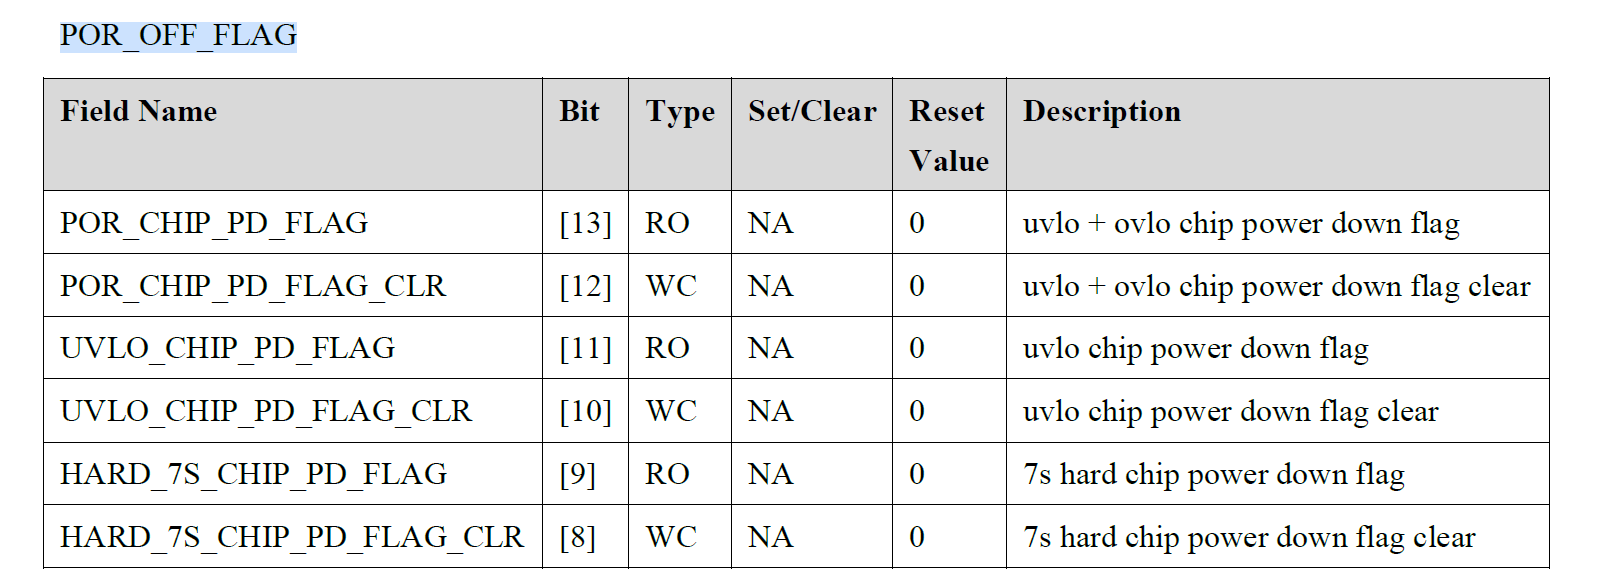 POR_OFF_FLAG
Field Name Bit Type Set/Clear Reset Value Description
POR_CHIP_PD_FLAG [13] RO NA 0 uvlo + ovlo chip power down flag
POR_CHIP_PD_FLAG_CLR [12] WC NA 0 uvlo + ovlo chip power down flag clear
UVLO_CHIP_PD_FLAG [11] RO NA 0 uvlo chip power down flag
UVLO_CHIP_PD_FLAG_CLR [10] WC NA 0 uvlo chip power down flag clear
HARD_7S_CHIP_PD_FLAG [9] RO NA 0 7s hard chip power down flag
HARD_7S_CHIP_PD_FLAG_CLR [8] WC NA 0 7s hard chip power down flag clear